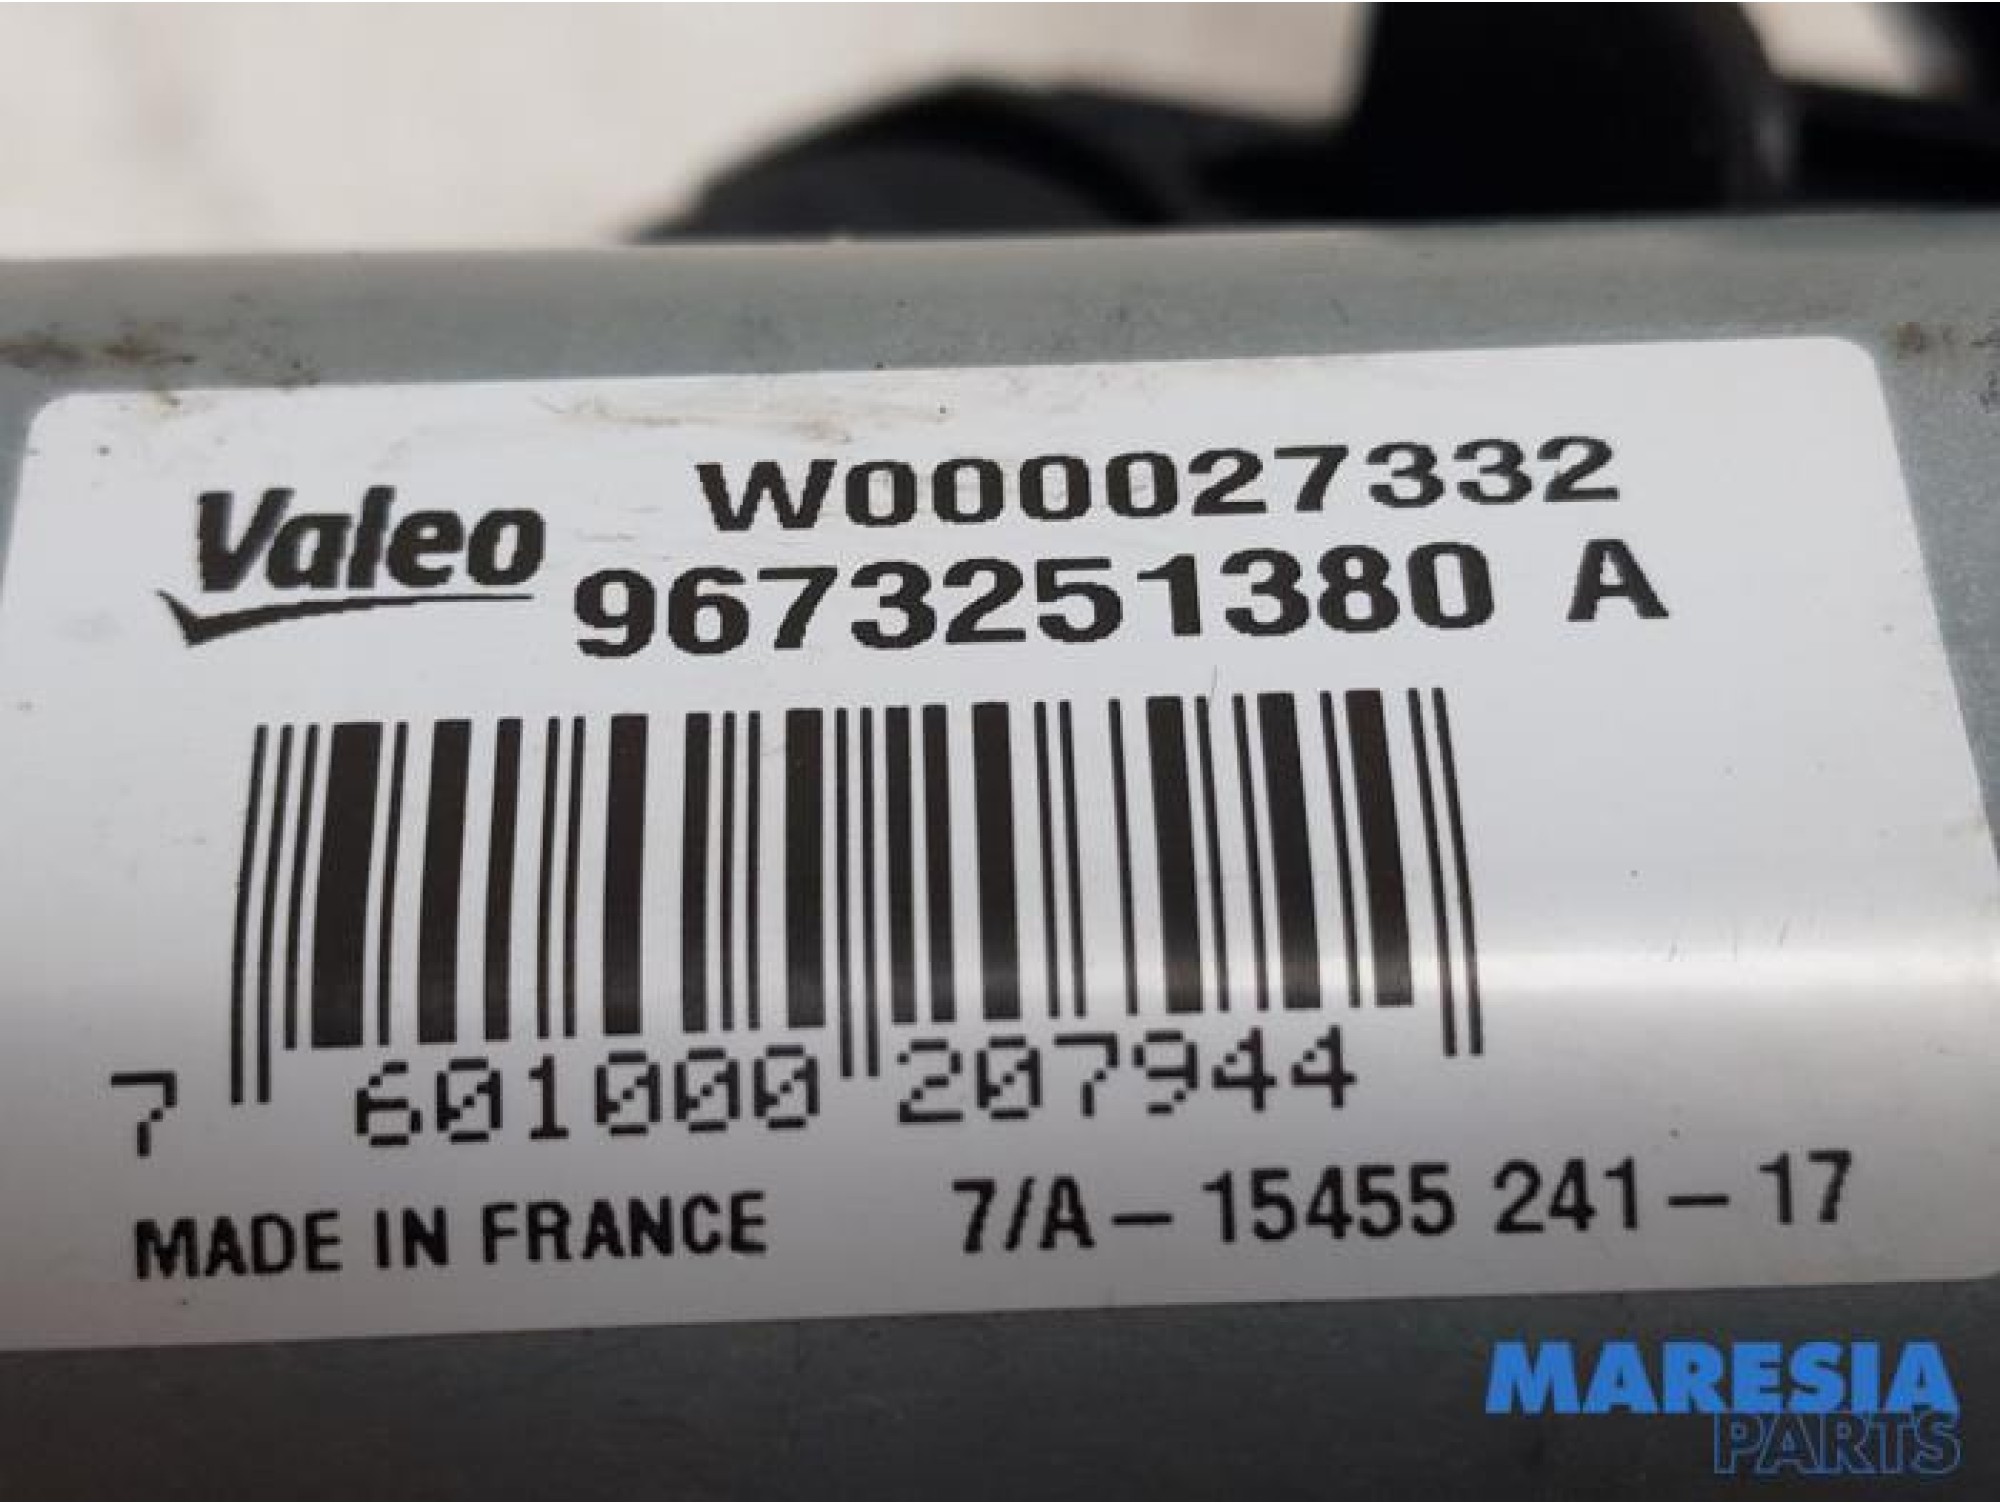 Valeo
W000027332
9673251380 A
7 601000 207944
MADE IN FRANCE 7/A-15455 241-17
MARESIA
PARTS